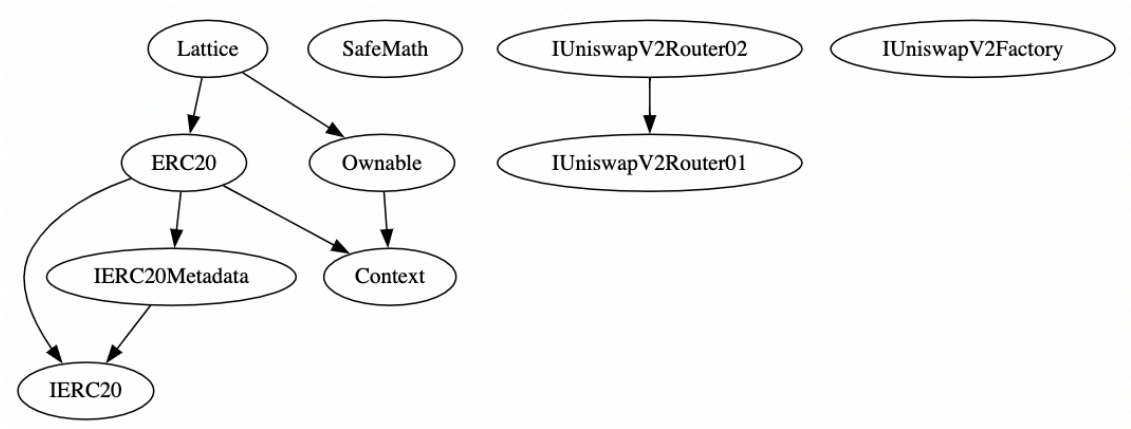 Lattice
SafeMath
IUniswapV2Router02
IUniswapV2Factory
ERC20
Ownable
IUniswapV2Router01
IERC20Metadata
Context
IERC20